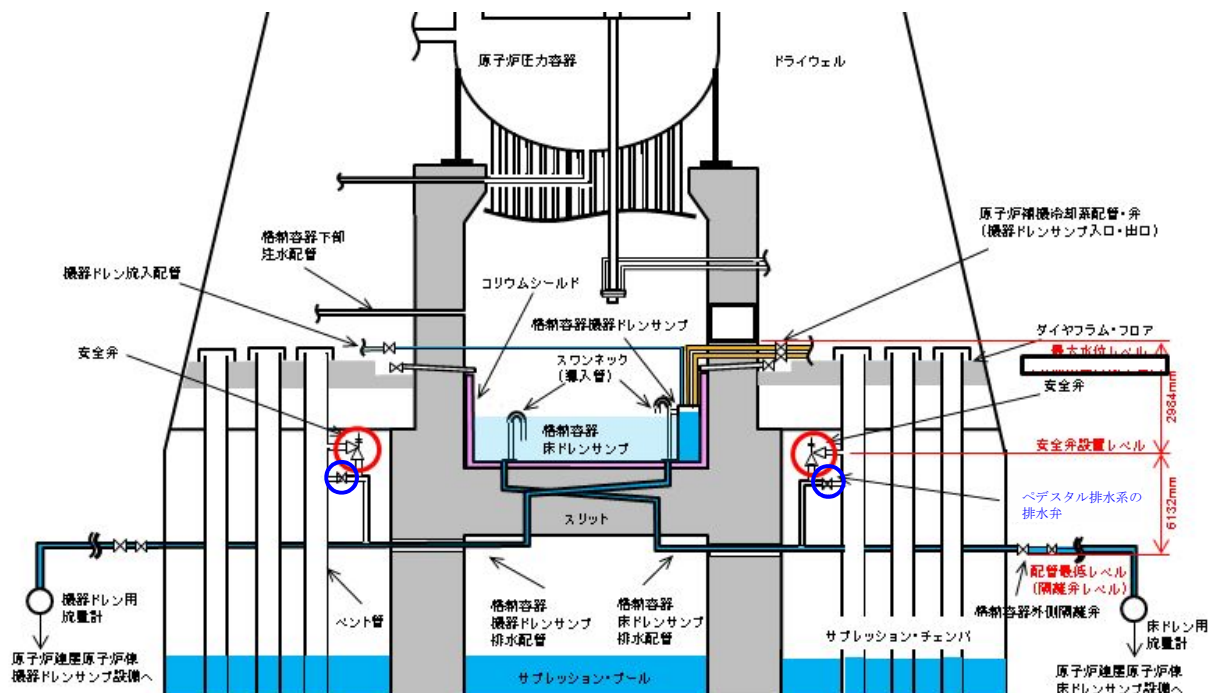 原子炉圧力容器
ドライウェル
原子炉補機冷却系配管・弁
(機器ドレンサンプ入口・出口)
格納容器下部
注水配管
機器ドレン流入配管
コリウムシールド
格納容器機器ドレンサンプ
ダイヤフラム・フロア
安全弁
スワンネック
(導入管)
最大水位レベル
安全弁
2984mm
格納容器
床ドレンサンプ
安全弁設置レベル
ペデスタル排水系の
排水弁
6132mm
スリット
配管最低レベル
(隔離弁レベル)
機器ドレン用
流量計
ベント管
格納容器
機器ドレンサンプ
排水配管
格納容器
床ドレンサンプ
排水配管
格納容器外側隔離弁
サプレッション・チェンバ
床ドレン用
流量計
原子炉建屋原子炉棟
機器ドレンサンプ設備へ
サプレッション・プール
原子炉建屋原子炉棟
床ドレンサンプ設備へ